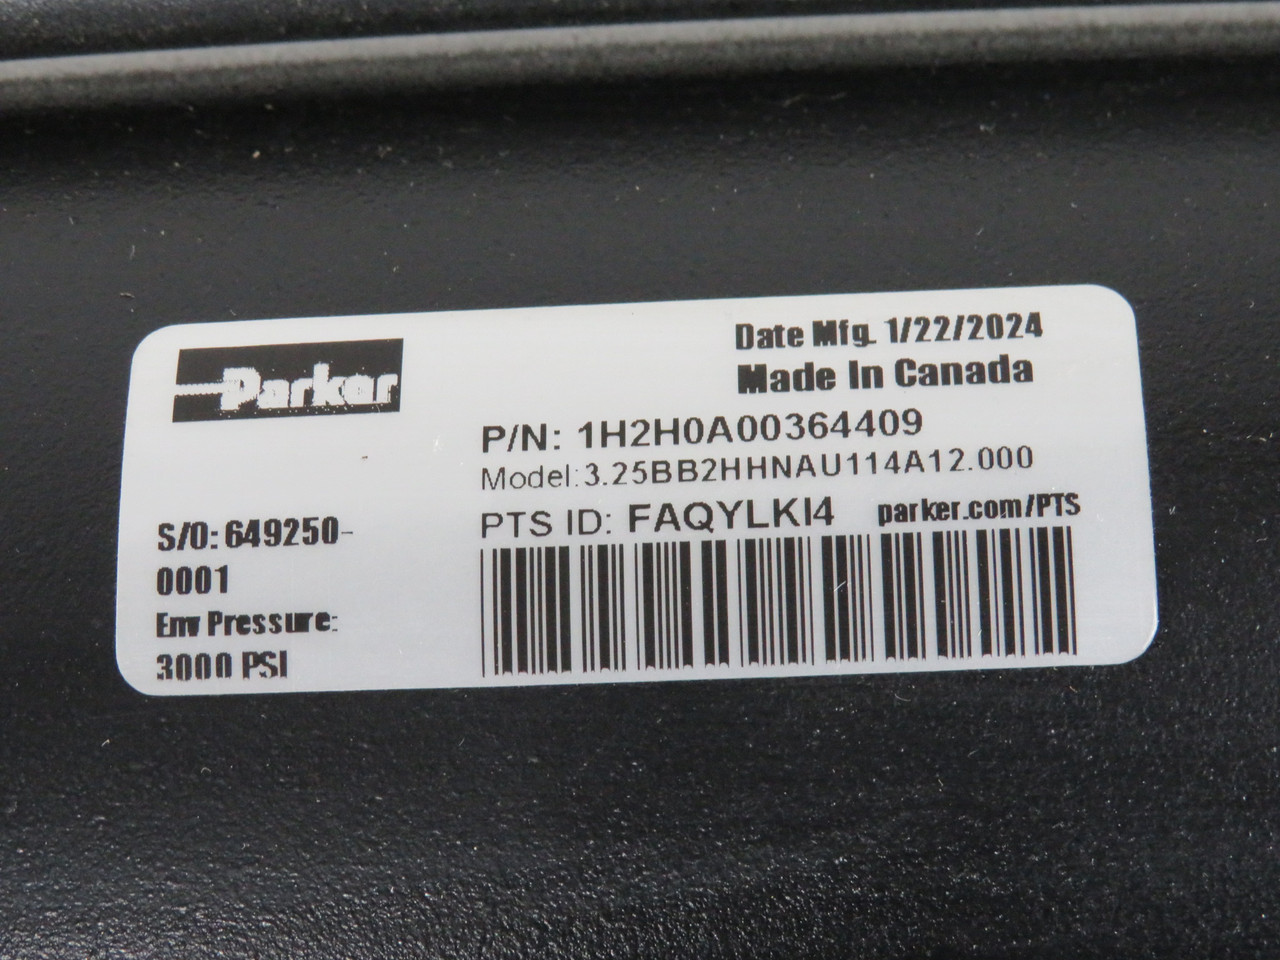 Parker
Date Mfg. 1/22/2024
Made In Canada
P/N: 1H2H0A00364409
Model:3.25BB2HHNAU114A12.000
PTS ID: FAQYLKI4 parker.com/PTS
S/O: 649250-
0001
Env Pressure:
3000 PSI